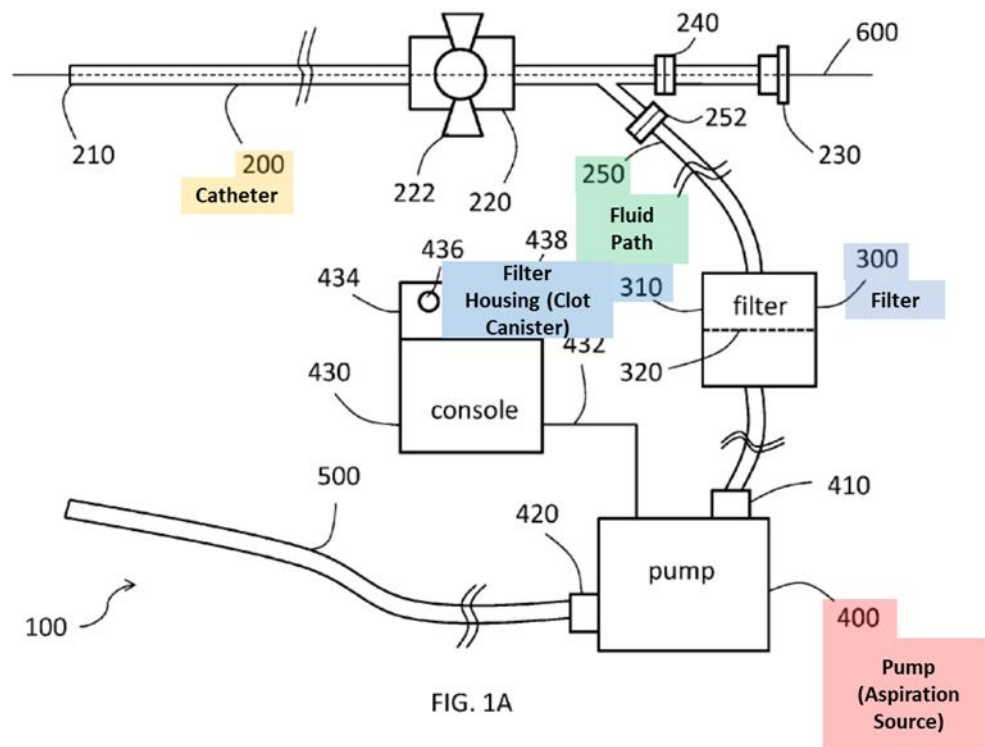 240
600
252
210
200
Catheter
222
220
250
Fluid
Path
230
436
438
434
Filter
Housing (Clot
Canister)
310
filter
300
Filter
432
320
430
console
500
420
410
pump
100
400
Pump
(Aspiration
Source)
FIG. 1A